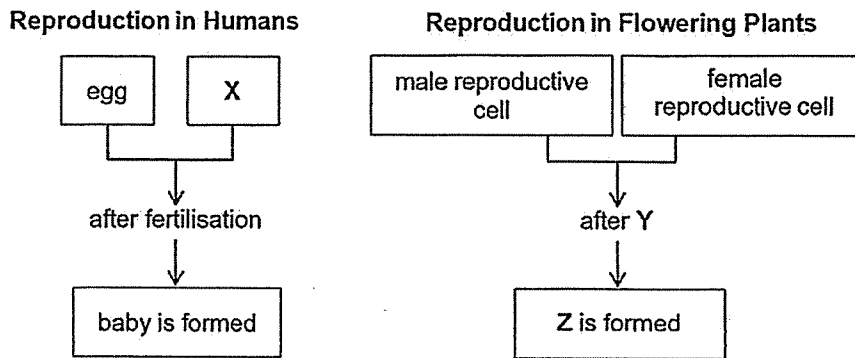 Reproduction in Humans
egg
X
after fertilisation
baby is formed
Reproduction in Flowering Plants
male reproductive
cell
female
reproductive cell
after Y
Z is formed